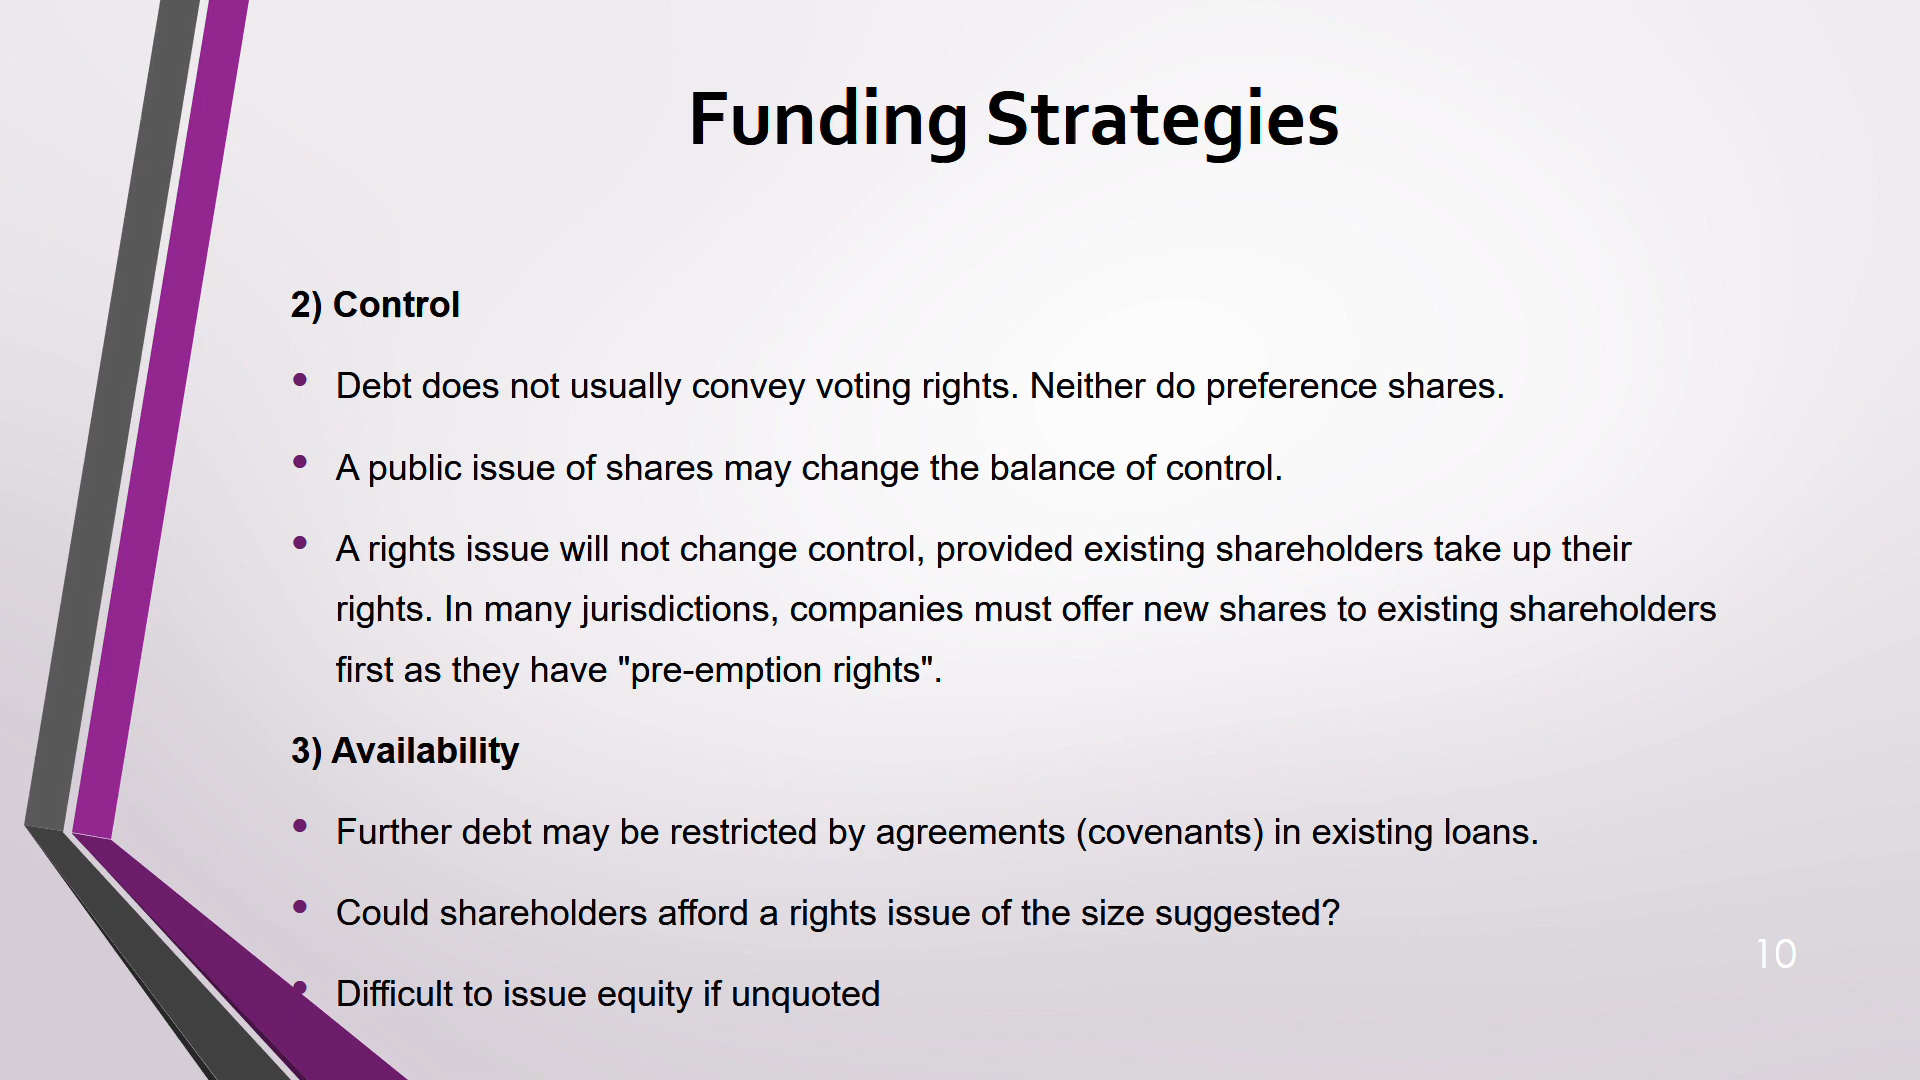 Funding Strategies
2) Control
• Debt does not usually convey voting rights. Neither do preference shares.
• A public issue of shares may change the balance of control.
• A rights issue will not change control, provided existing shareholders take up their
rights. In many jurisdictions, companies must offer new shares to existing shareholders
first as they have "pre-emption rights".
3) Availability
• Further debt may be restricted by agreements (covenants) in existing loans.
• Could shareholders afford a rights issue of the size suggested?
• Difficult to issue equity if unquoted
10